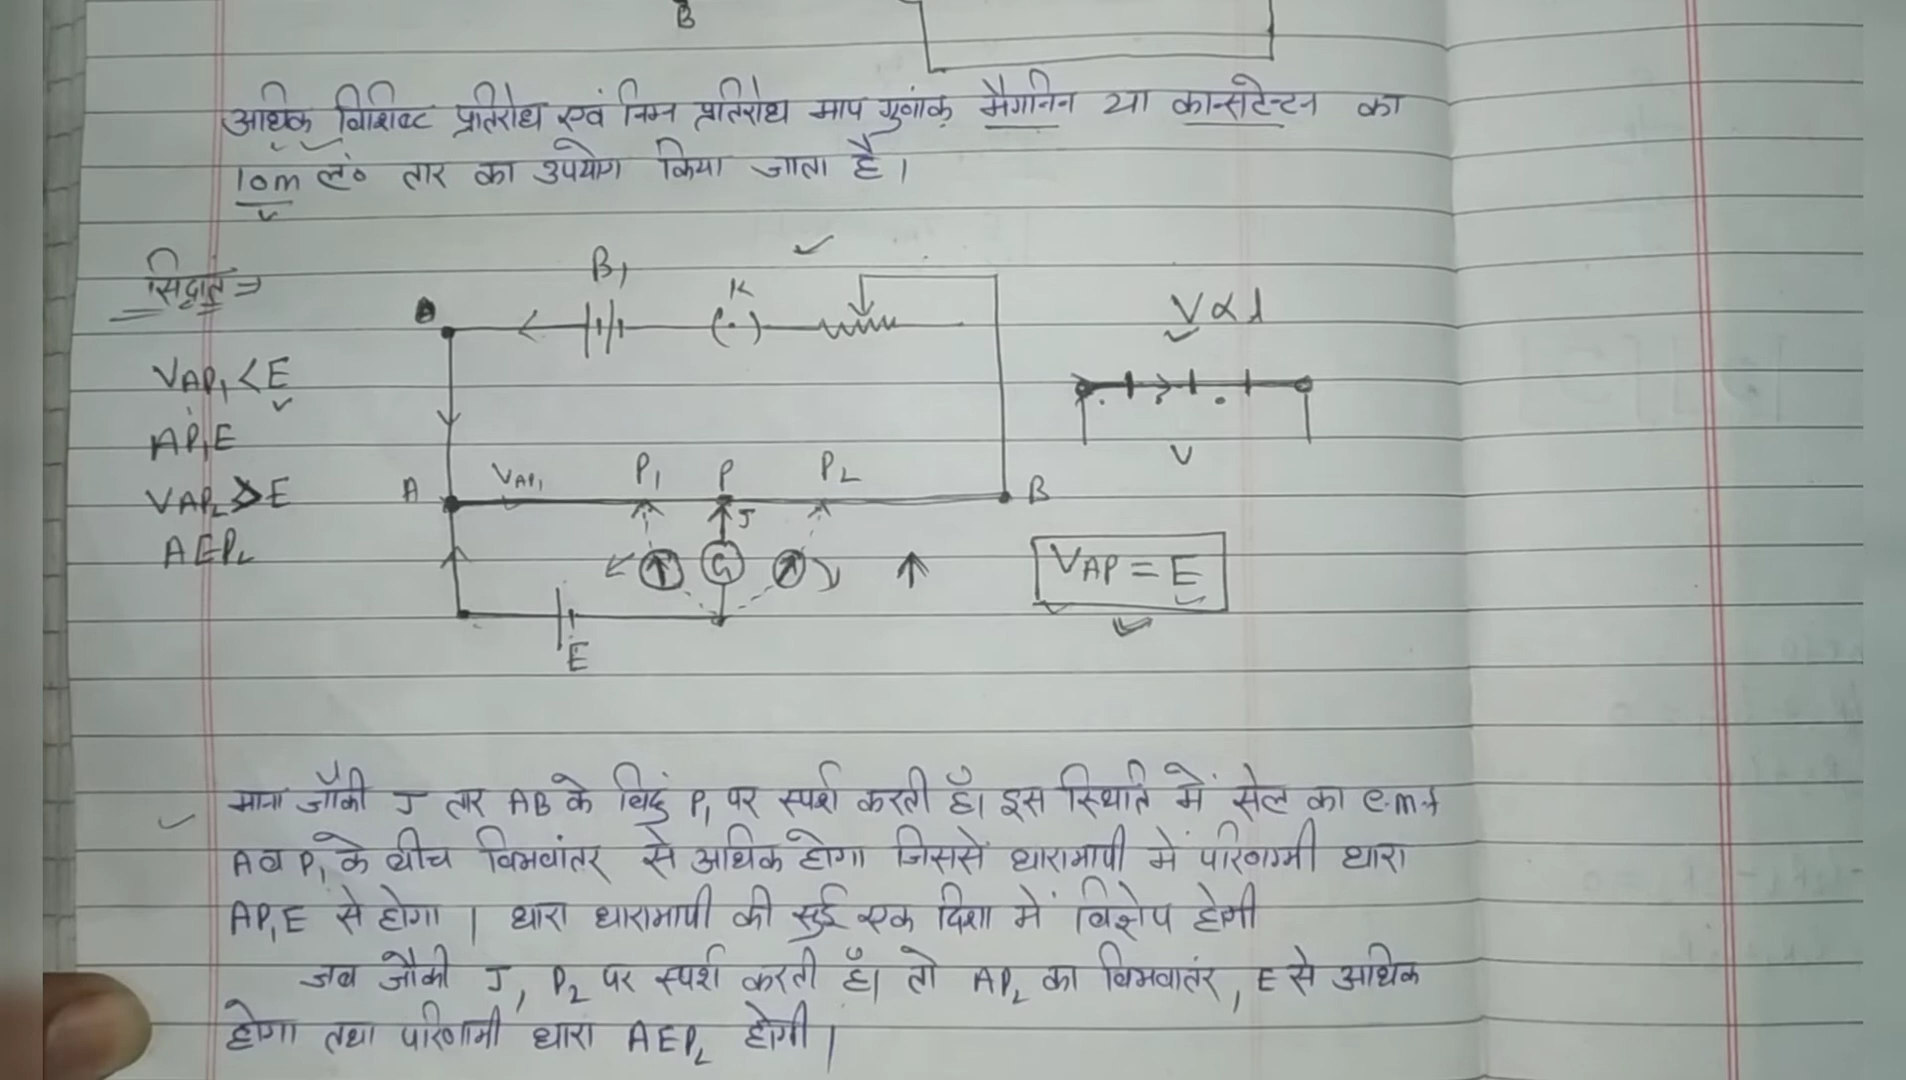 B
अधिक विशिष्ट प्रतिरोध एवं निम्न प्रतिरोध माप गुणांक मैगनिन या कान्सटेन्टन का
10m लं० तार का उपयोग किया जाता है।
सिद्धांत ⇒
B1
K
V ∝ l
VAP1 < E
AP1E
VAP2 > E
AEP2
A VAP1 P1 P P2 B
J
G
V
VAP = E
E
माना जॉकी J तार AB के बिंदु P1 पर स्पर्श करती है। इस स्थिति में सेल का e.m.f
A व P1 के बीच विभवांतर से अधिक होगा जिससे धारामापी में परिणामी धारा
AP1E से होगा। धारा धारामापी की सुई एक दिशा में विक्षेप होगी
जब जौकी J, P2 पर स्पर्श करती है। तो AP2 का विभवातंर, E से अधिक
होगा तथा परिणामी धारा AEP2 होगी।